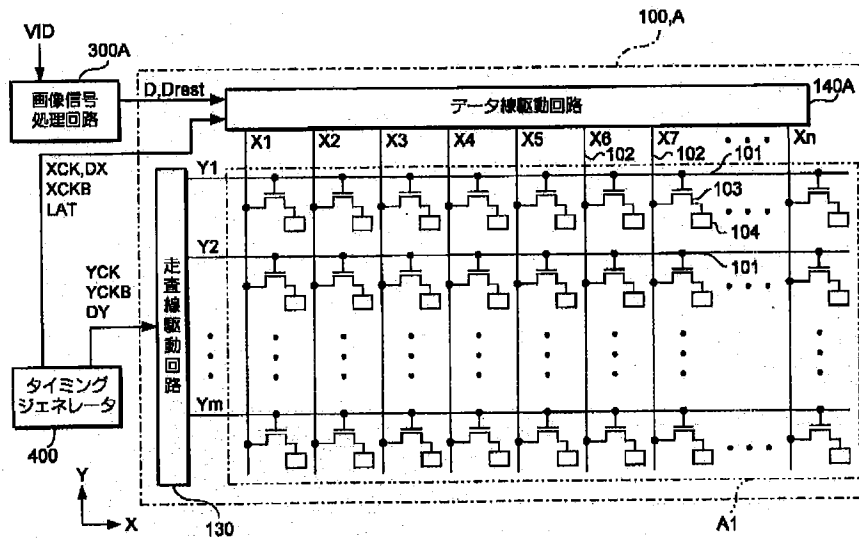 VID
300A
画像信号
処理回路
D,Drest
100,A
データ線駆動回路
140A
X1 X2 X3 X4 X5 X6 X7 Xn
102 102 101
XCK,DX
XCKB
LAT
Y1
103
104
Y2
101
YCK
YCKB
DY
走査線駆動回路
Ym
タイミング
ジェネレータ
400
Y
X
130
A1